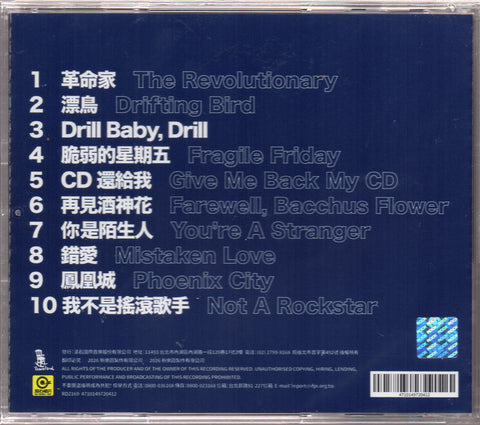 1 革命家 The Revolutionary
2 漂鳥 Drifting Bird
3 Drill Baby, Drill
4 脆弱的星期五 Fragile Friday
5 CD 還給我 Give Me Back My CD
6 再見酒神花 Farewell, Bacchus Flower
7 你是陌生人 You're A Stranger
8 錯愛 Mistaken Love
9 鳳凰城 Phoenix City
10 我不是搖滾歌手 Not A Rockstar
ALL RIGHTS OF THE PRODUCER AND OF THE OWNER OF THIS RECORDING RESERVED. UNAUTHORISED COPYING, HIRING, LENDING,
PUBLIC PERFORMANCE AND BROADCASTING OF THIS RECORDING PROHIBITED.
RD2169 4710149720412
4710149720412